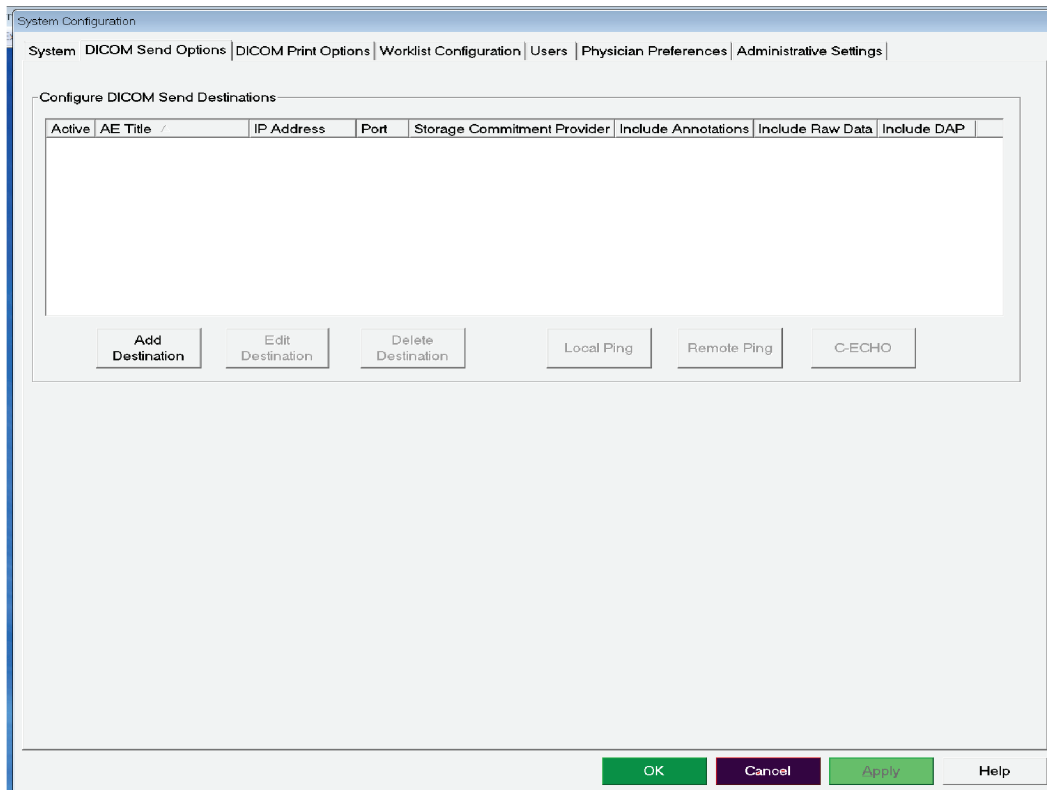 System Configuration
System DICOM Send Options DICOM Print Options Worklist Configuration Users Physician Preferences Administrative Settings
Configure DICOM Send Destinations
Active AE Title IP Address Port Storage Commitment Provider Include Annotations Include Raw Data Include DAP
Add Destination Edit Destination Delete Destination Local Ping Remote Ping C-ECHO
OK Cancel Apply Help